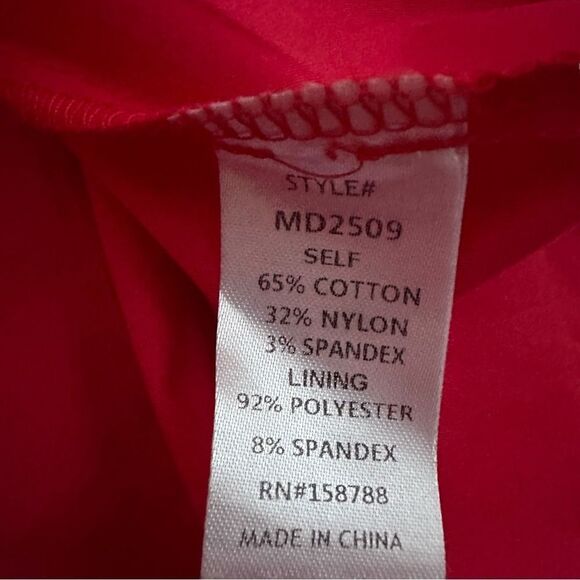 STYLE#
MD2509
SELF
65% COTTON
32% NYLON
3% SPANDEX
LINING
92% POLYESTER
8% SPANDEX
RN#158788
MADE IN CHINA